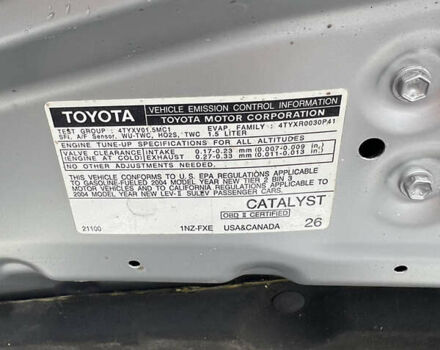 TOYOTA
VEHICLE EMISSION CONTROL INFORMATION
TOYOTA MOTOR CORPORATION
TEST GROUP : 4TYXV01.5MC1 EVAP. FAMILY : 4TYXR0030P41
SFI, A/F Sensor, WU-TWC, HO2S, TWC 1.5 LITER
ENGINE TUNE-UP SPECIFICATIONS FOR ALL ALTITUDES
VALVE CLEARANCE INTAKE 0.17-0.23 mm (0.007-0.009 in.)
(ENGINE AT COLD) EXHAUST 0.27-0.33 mm (0.011-0.013 in.)
THIS VEHICLE CONFORMS TO U.S. EPA REGULATIONS APPLICABLE
TO GASOLINE-FUELED 2004 MODEL YEAR NEW TIER 2 BIN 3
MOTOR VEHICLES AND TO CALIFORNIA REGULATIONS APPLICABLE TO
2004 MODEL YEAR NEW LEV-II SULEV PASSENGER CARS.
CATALYST
OBD II CERTIFIED
21100 1NZ-FXE USA&CANADA 26